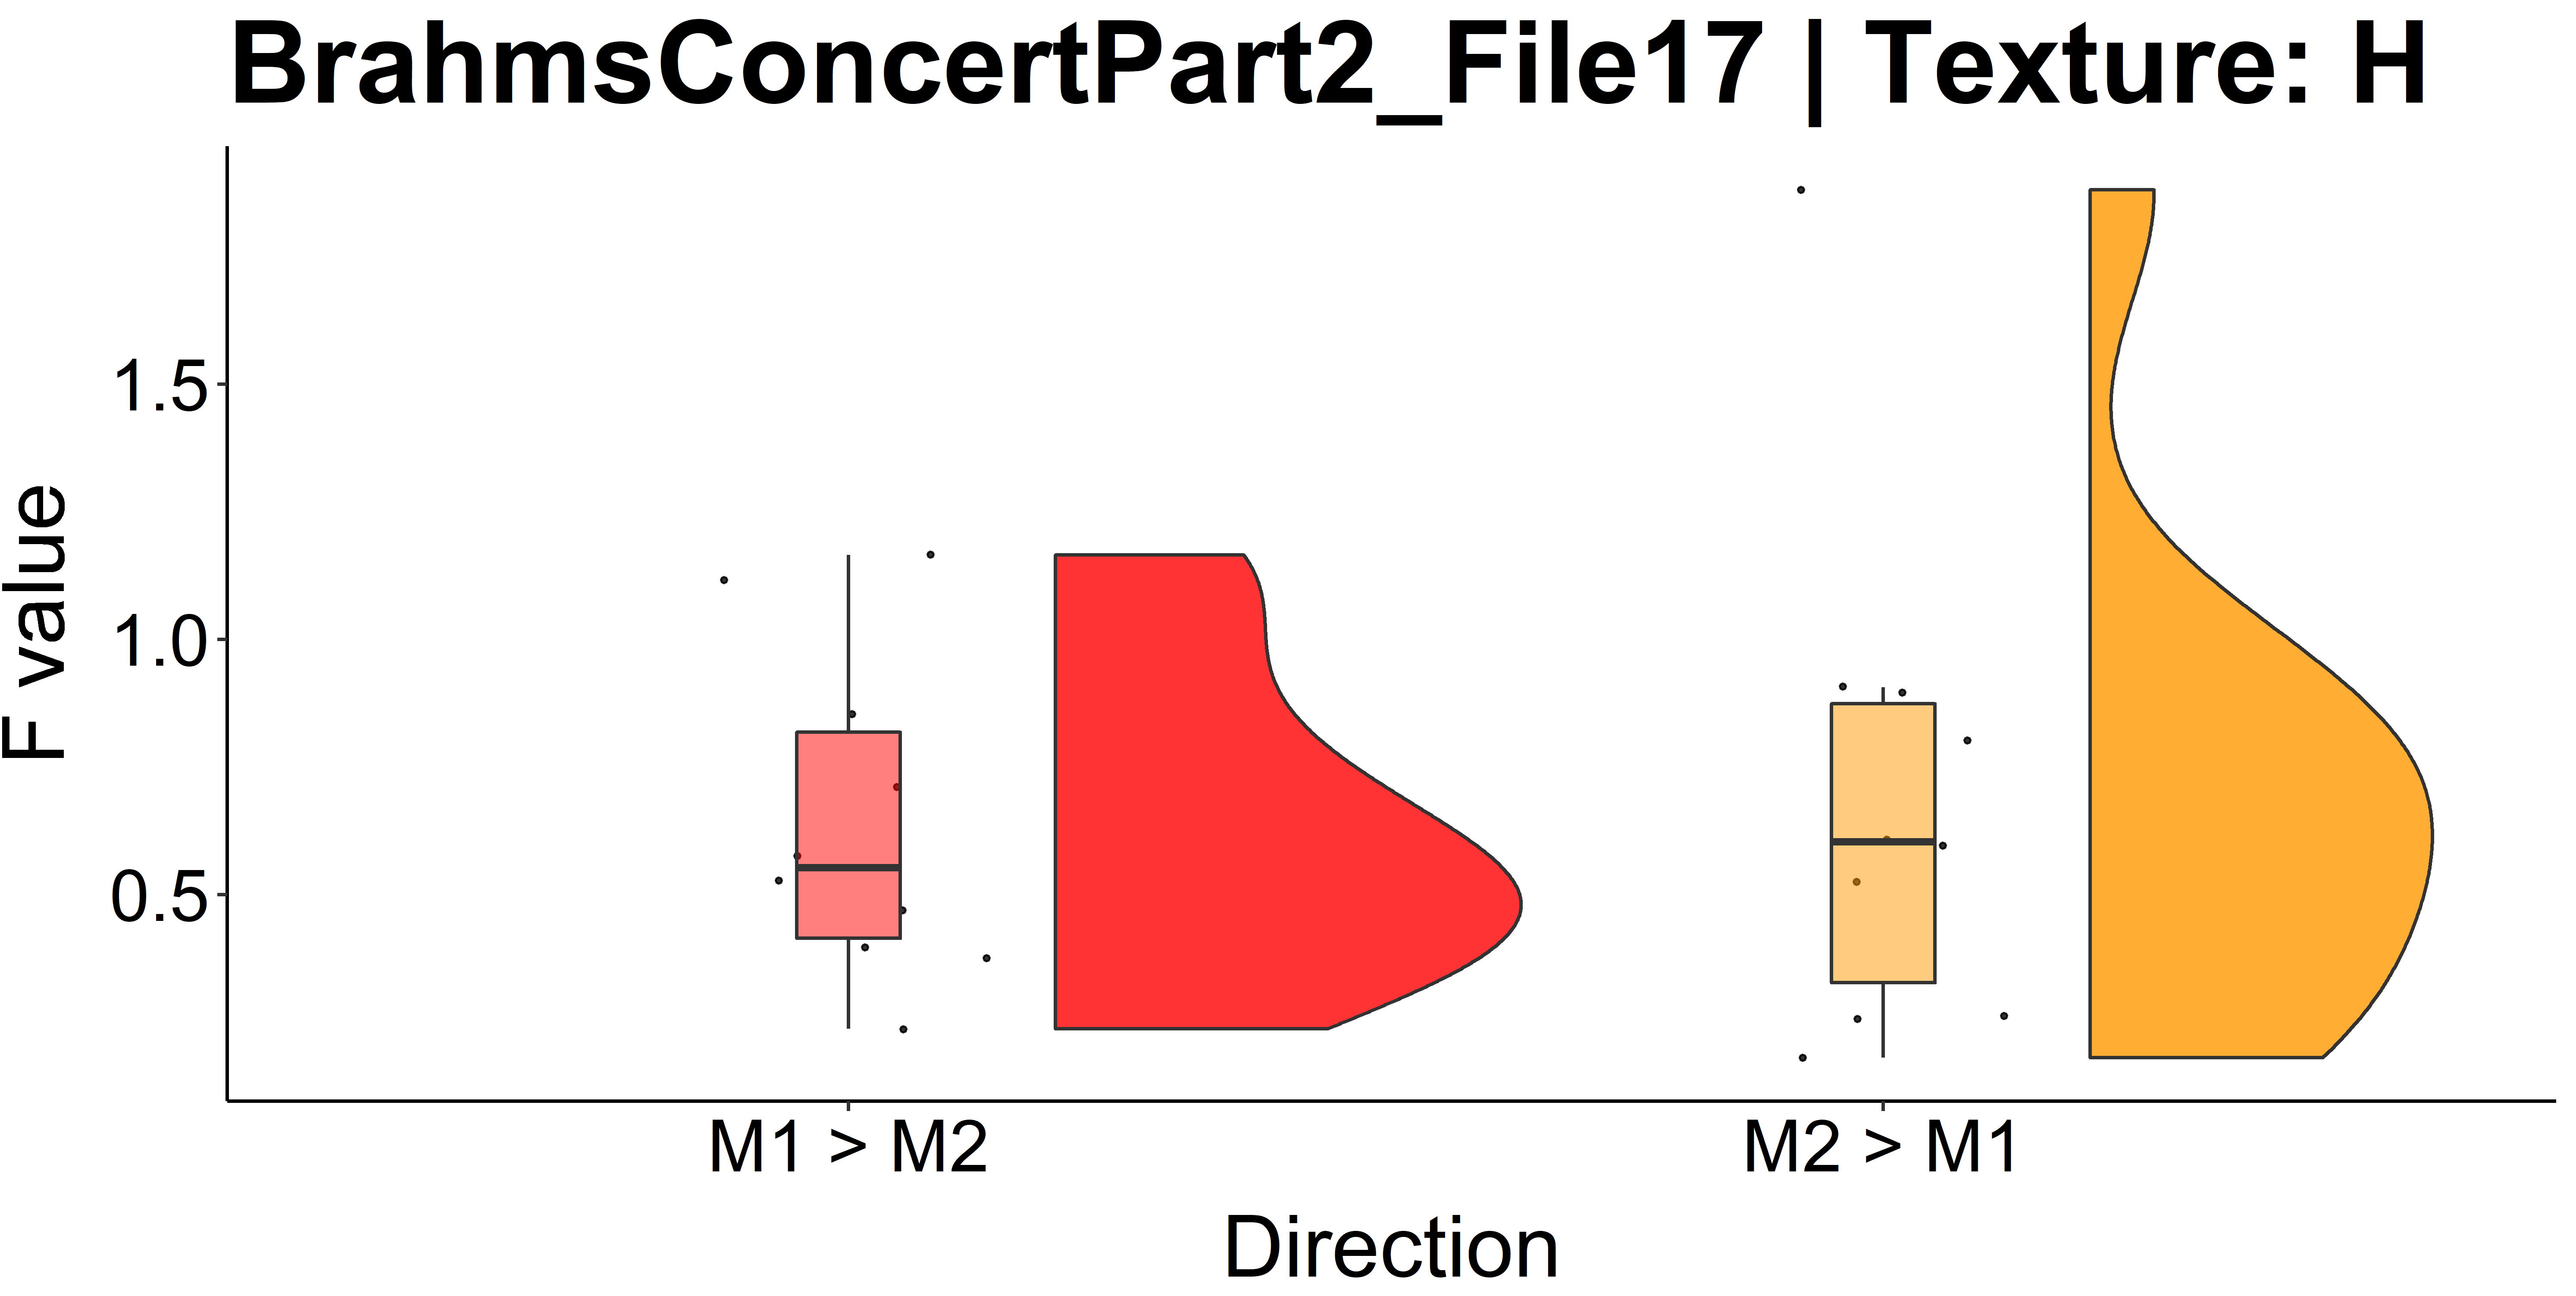 BrahmsConcertPart2_File17 | Texture: H
F value
1.5
1.0
0.5
M1 > M2
M2 > M1
Direction